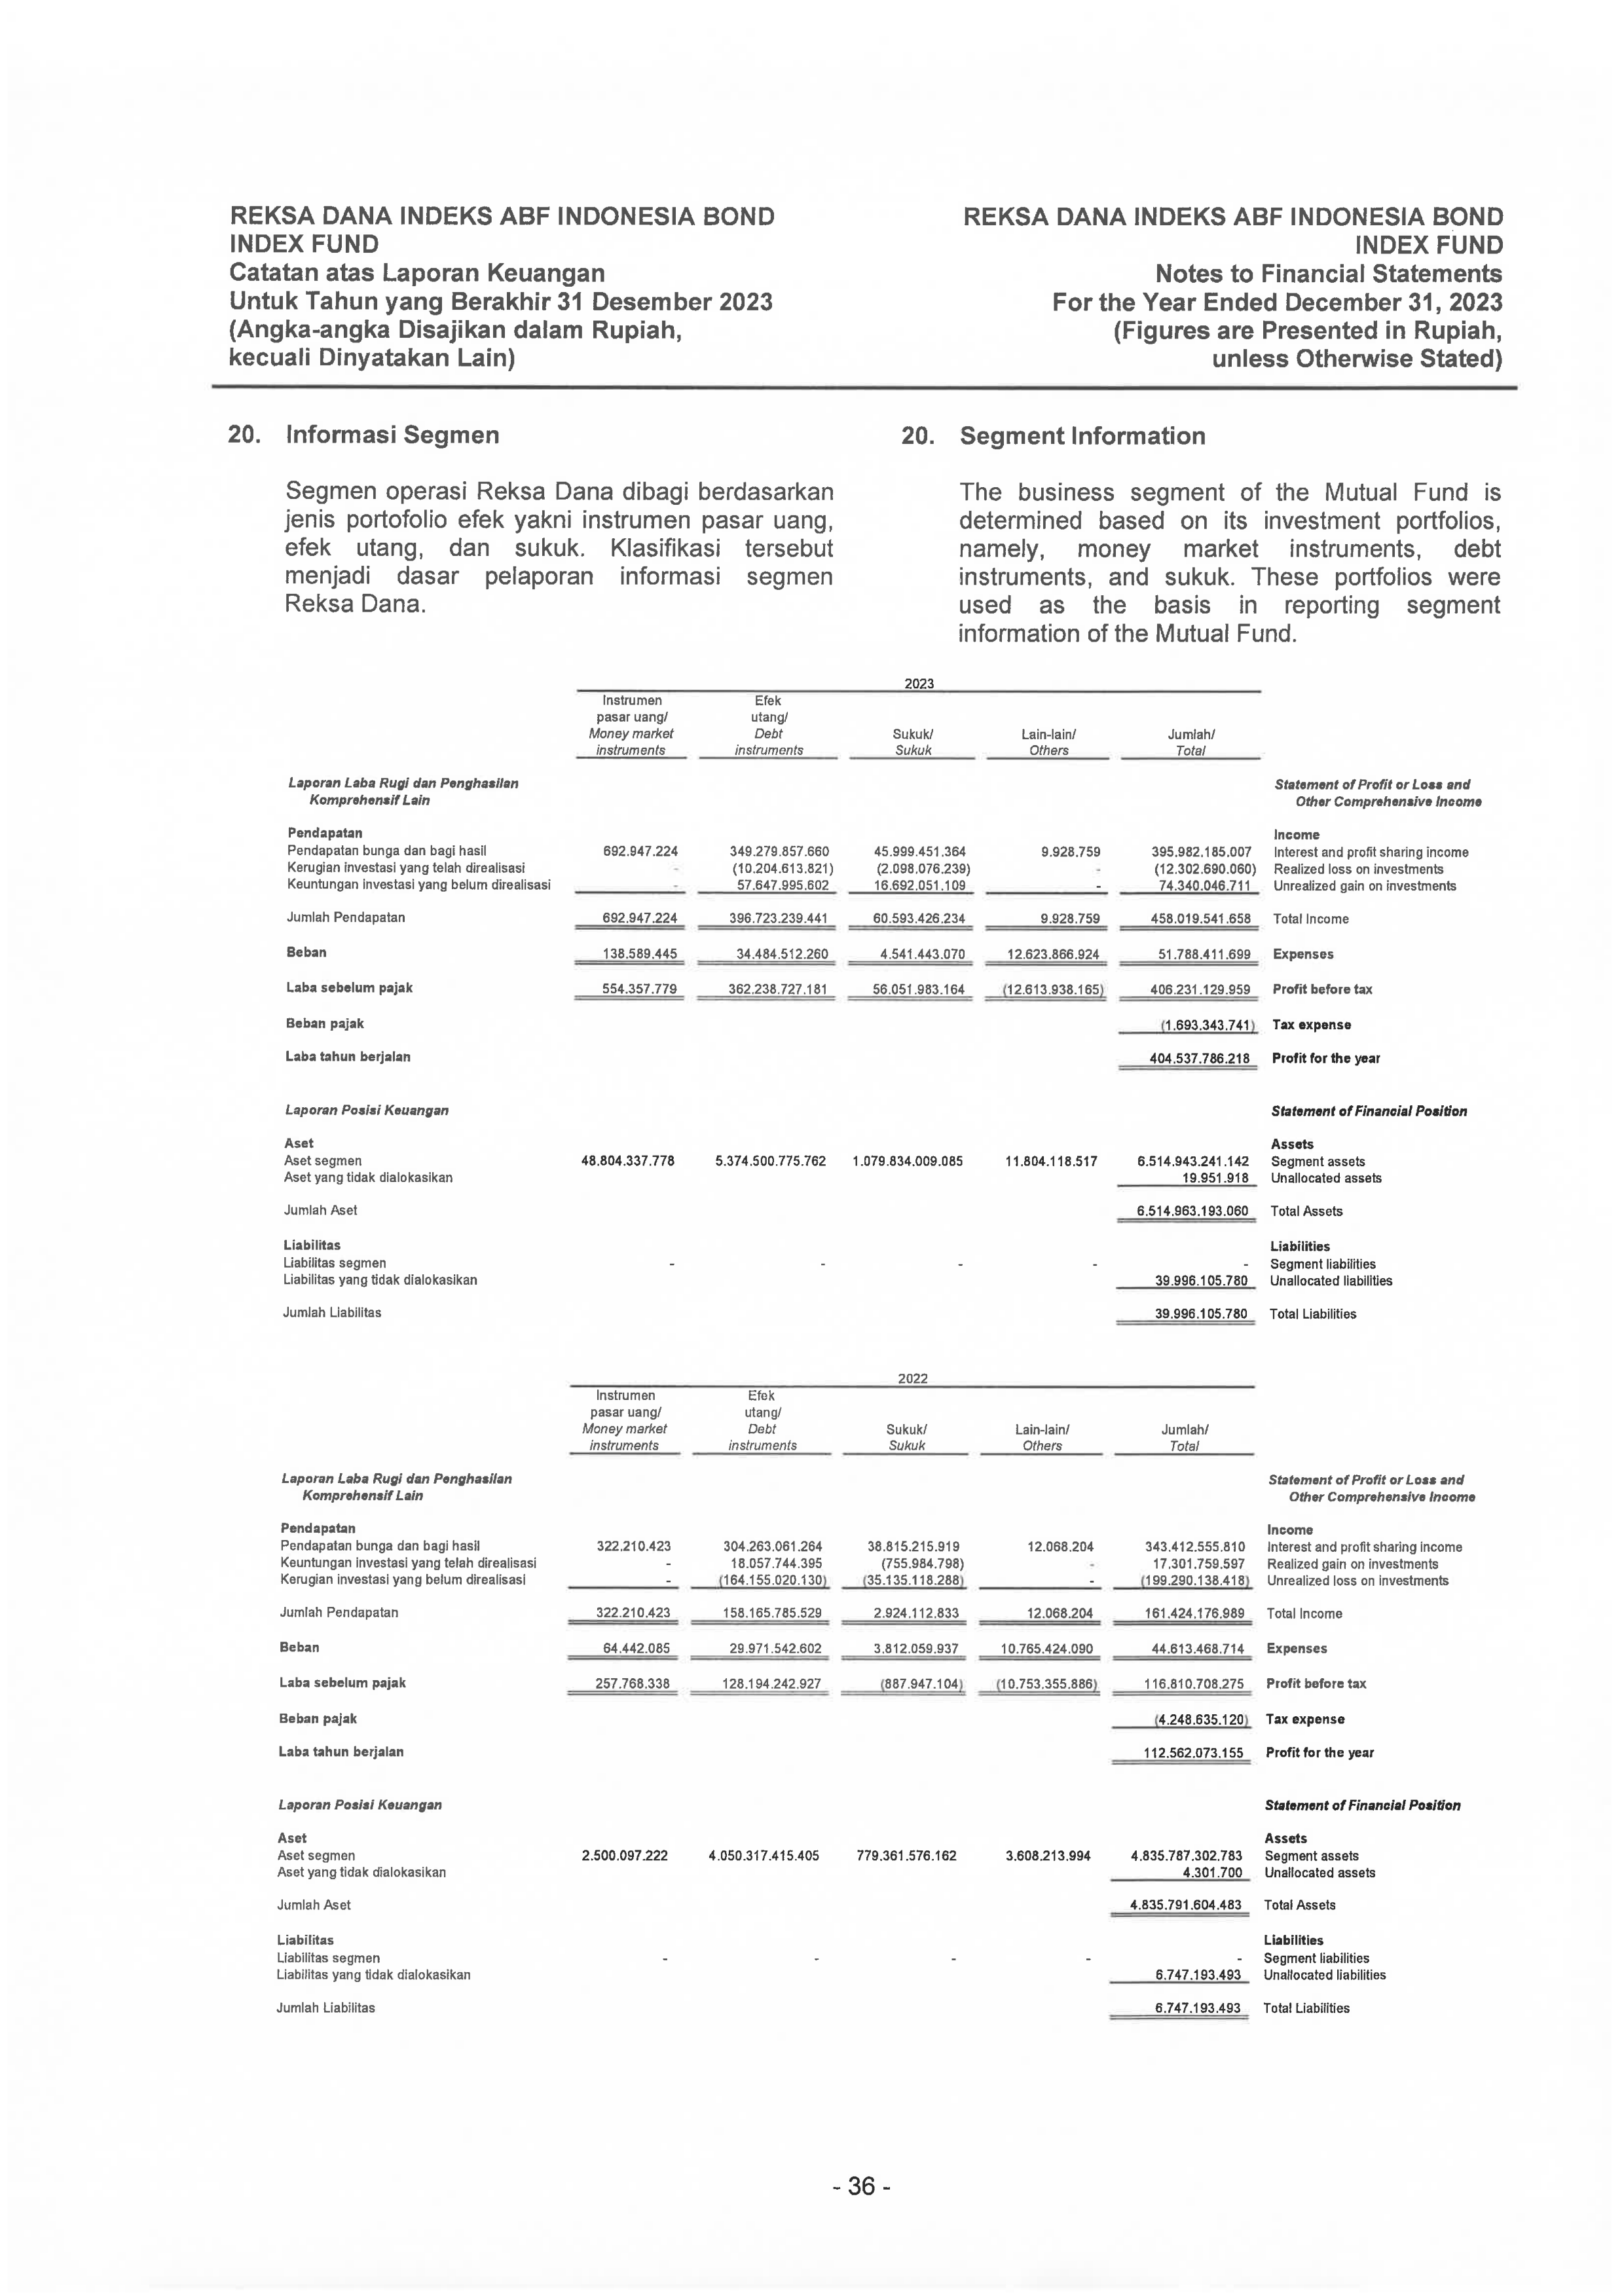 REKSA DANA INDEKS ABF INDONESIA BOND
INDEX FUND
Catatan atas Laporan Keuangan
Untuk Tahun yang Berakhir 31 Desember 2023
(Angka-angka Disajikan dalam Rupiah,
kecuali Dinyatakan Lain)
REKSA DANA INDEKS ABF INDONESIA BOND
INDEX FUND
Notes to Financial Statements
For the Year Ended December 31, 2023
(Figures are Presented in Rupiah,
unless Otherwise Stated)
20. Informasi Segmen
Segmen operasi Reksa Dana dibagi berdasarkan
jenis portofolio efek yakni instrumen pasar uang,
efek utang, dan sukuk. Klasifikasi tersebut
menjadi dasar pelaporan informasi segmen
Reksa Dana.
20. Segment Information
The business segment of the Mutual Fund is
determined based on its investment portfolios,
namely, money market instruments, debt
instruments, and sukuk. These portfolios were
used as the basis in reporting segment
information of the Mutual Fund.
2023
Instrumen Efek
pasar uang/ utang/
Money market Debt Sukuk/ Lain-lain/ Jumlah/
instruments instruments Sukuk Others Total
Laporan Laba Rugi dan Penghasilan Statement of Profit or Loss and
Komprehensif Lain Other Comprehensive Income
Pendapatan Income
Pendapatan bunga dan bagi hasil 692.947.224 349.279.857.660 45.999.451.364 9.928.759 395.982.185.007 Interest and profit sharing income
Kerugian investasi yang telah direalisasi - (10.204.613.821) (2.098.076.239) - (12.302.690.060) Realized loss on investments
Keuntungan investasi yang belum direalisasi - 57.647.995.602 16.692.051.109 - 74.340.046.711 Unrealized gain on investments
Jumlah Pendapatan 692.947.224 396.723.239.441 60.593.426.234 9.928.759 458.019.541.658 Total Income
Beban 138.589.445 34.484.512.260 4.541.443.070 12.623.866.924 51.788.411.699 Expenses
Laba sebelum pajak 554.357.779 362.238.727.181 56.051.983.164 (12.613.938.165) 406.231.129.959 Profit before tax
Beban pajak (1.693.343.741) Tax expense
Laba tahun berjalan 404.537.786.218 Profit for the year
Laporan Posisi Keuangan Statement of Financial Position
Aset Assets
Aset segmen 48.804.337.778 5.374.500.775.762 1.079.834.009.085 11.804.118.517 6.514.943.241.142 Segment assets
Aset yang tidak dialokasikan 19.951.918 Unallocated assets
Jumlah Aset 6.514.963.193.060 Total Assets
Liabilitas Liabilities
Liabilitas segmen - - - - - Segment liabilities
Liabilitas yang tidak dialokasikan 39.996.105.780 Unallocated liabilities
Jumlah Liabilitas 39.996.105.780 Total Liabilities
2022
Instrumen Efek
pasar uang/ utang/
Money market Debt Sukuk/ Lain-lain/ Jumlah/
instruments instruments Sukuk Others Total
Laporan Laba Rugi dan Penghasilan Statement of Profit or Loss and
Komprehensif Lain Other Comprehensive Income
Pendapatan Income
Pendapatan bunga dan bagi hasil 322.210.423 304.263.061.264 38.815.215.919 12.068.204 343.412.555.810 Interest and profit sharing income
Keuntungan investasi yang telah direalisasi - 18.057.744.395 (755.984.798) - 17.301.759.597 Realized gain on investments
Kerugian investasi yang belum direalisasi - (164.155.020.130) (35.135.118.288) - (199.290.138.418) Unrealized loss on investments
Jumlah Pendapatan 322.210.423 158.165.785.529 2.924.112.833 12.068.204 161.424.176.989 Total Income
Beban 64.442.085 29.971.542.602 3.812.059.937 10.765.424.090 44.613.468.714 Expenses
Laba sebelum pajak 257.768.338 128.194.242.927 (887.947.104) (10.753.355.886) 116.810.708.275 Profit before tax
Beban pajak (4.248.635.120) Tax expense
Laba tahun berjalan 112.562.073.155 Profit for the year
Laporan Posisi Keuangan Statement of Financial Position
Aset Assets
Aset segmen 2.500.097.222 4.050.317.415.405 779.361.576.162 3.608.213.994 4.835.787.302.783 Segment assets
Aset yang tidak dialokasikan 4.301.700 Unallocated assets
Jumlah Aset 4.835.791.604.483 Total Assets
Liabilitas Liabilities
Liabilitas segmen - - - - - Segment liabilities
Liabilitas yang tidak dialokasikan 6.747.193.493 Unallocated liabilities
Jumlah Liabilitas 6.747.193.493 Total Liabilities
- 36 -